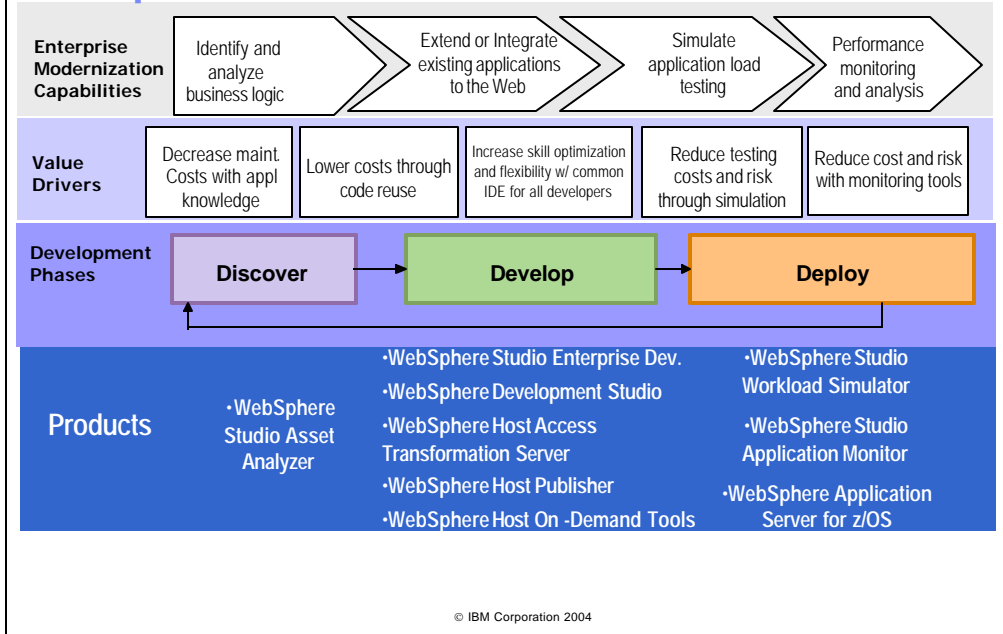 Enterprise
Modernization
Capabilities
Identify and
analyze
business logic
Extend or Integrate
existing applications
to the Web
Simulate
application load
testing
Performance
monitoring
and analysis
Value
Drivers
Decrease maint.
Costs with appl
knowledge
Lower costs through
code reuse
Increase skill optimization
and flexibility w/ common
IDE for all developers
Reduce testing
costs and risk
through simulation
Reduce cost and risk
with monitoring tools
Development
Phases
Discover
Develop
Deploy
Products
•WebSphere
Studio Asset
Analyzer
•WebSphere Studio Enterprise Dev.
•WebSphere Development Studio
•WebSphere Host Access
Transformation Server
•WebSphere Host Publisher
•WebSphere Host On -Demand Tools
•WebSphere Studio
Workload Simulator
•WebSphere Studio
Application Monitor
•WebSphere Application
Server for z/OS
© IBM Corporation 2004